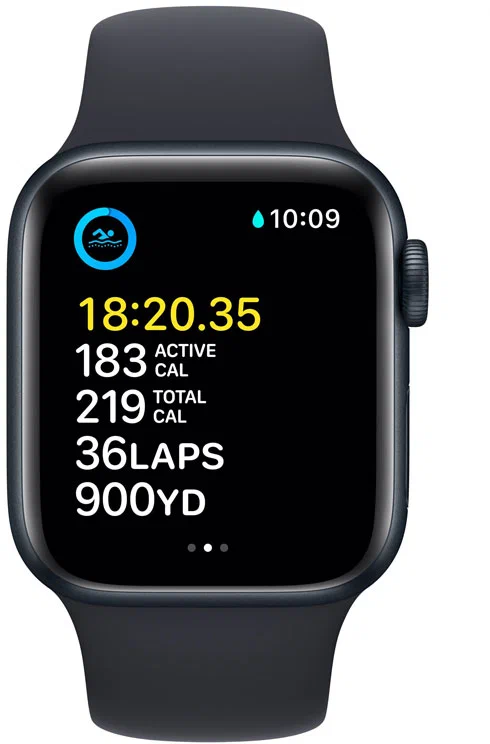 10:09
18:20.35
183 ACTIVE CAL
219 TOTAL CAL
36LAPS
900YD